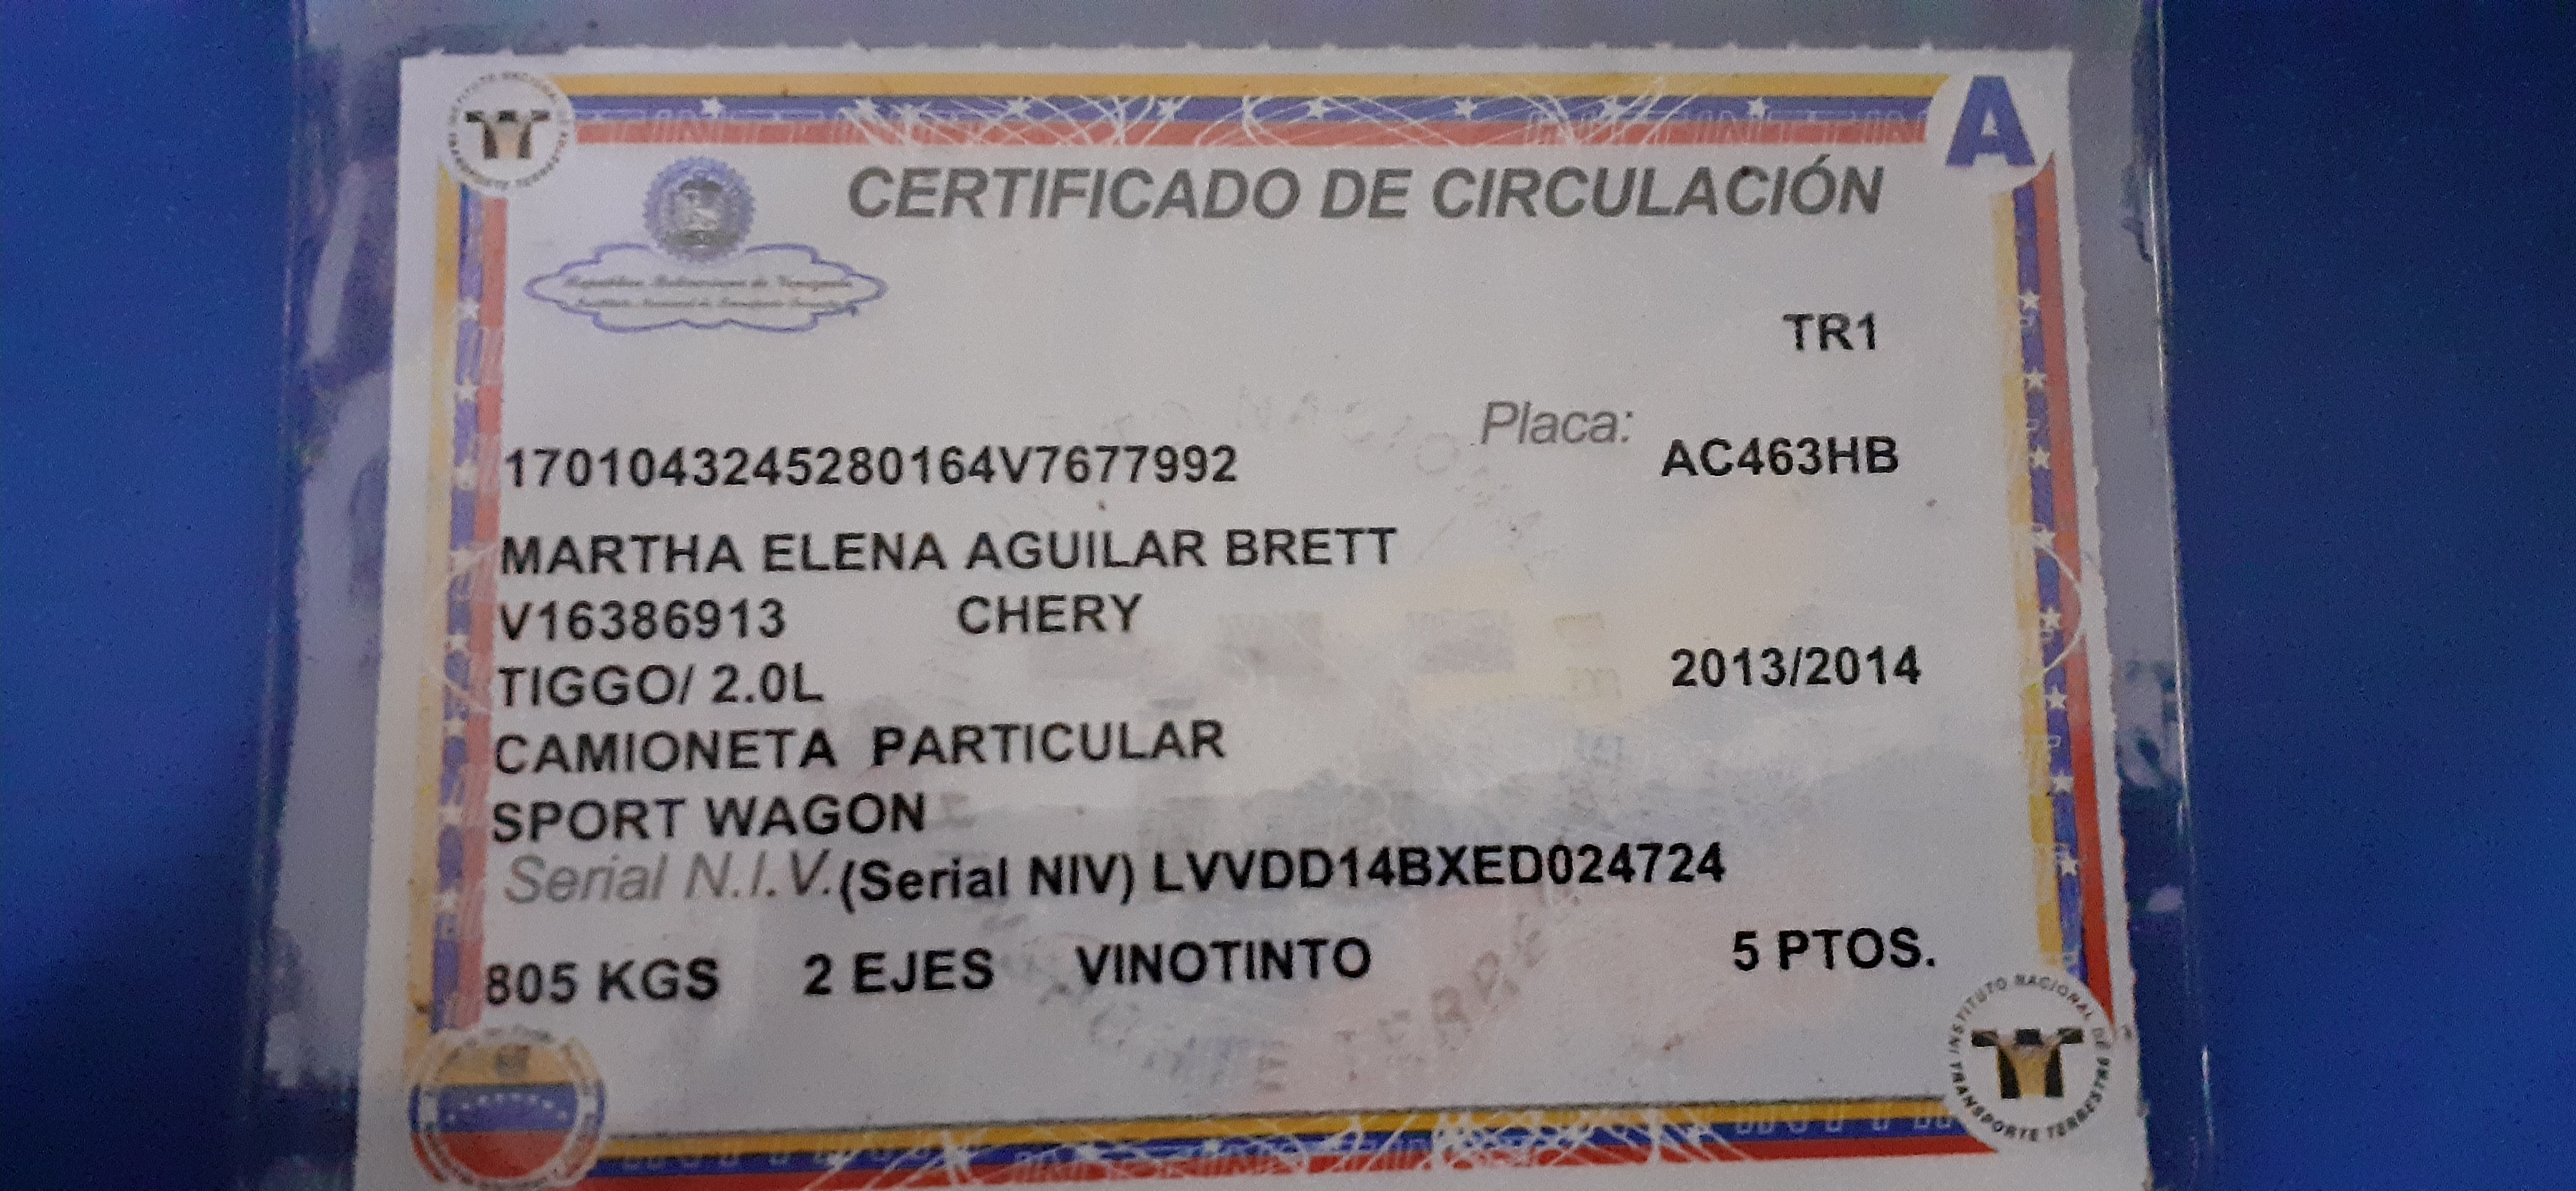 INSTITUTO NACIONAL DE TRANSPORTE TERRESTRE
A
CERTIFICADO DE CIRCULACIÓN
República Bolivariana de Venezuela
TR1
Placa: AC463HB
1701043245280164V7677992
MARTHA ELENA AGUILAR BRETT
V16386913 CHERY
TIGGO/ 2.0L 2013/2014
CAMIONETA PARTICULAR
SPORT WAGON
Serial N.I.V. (Serial NIV) LVVDD14BXED024724
805 KGS 2 EJES VINOTINTO 5 PTOS.
INSTITUTO NACIONAL DE TRANSPORTE TERRESTRE